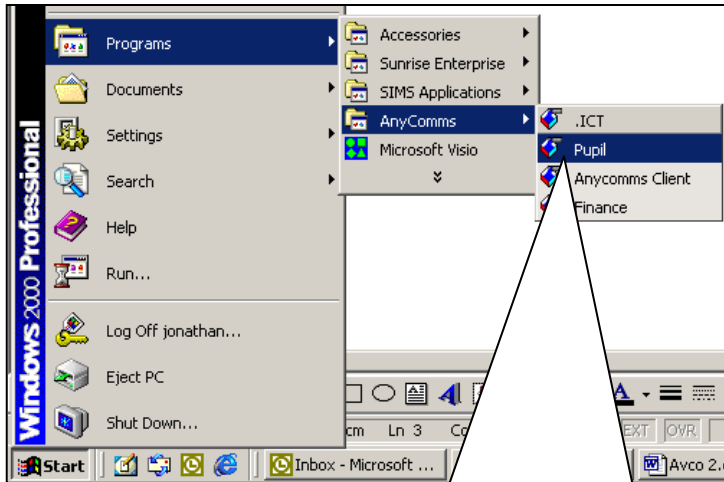 Windows 2000 Professional
Programs
Documents
Settings
Search
Help
Run...
Log Off jonathan...
Eject PC
Shut Down...
Accessories
Sunrise Enterprise
SIMS Applications
AnyComms
Microsoft Visio
.ICT
Pupil
Anycomms Client
Finance
A
cm Ln 3 Co EXT OVR
Start Inbox - Microsoft ... Avco 2.